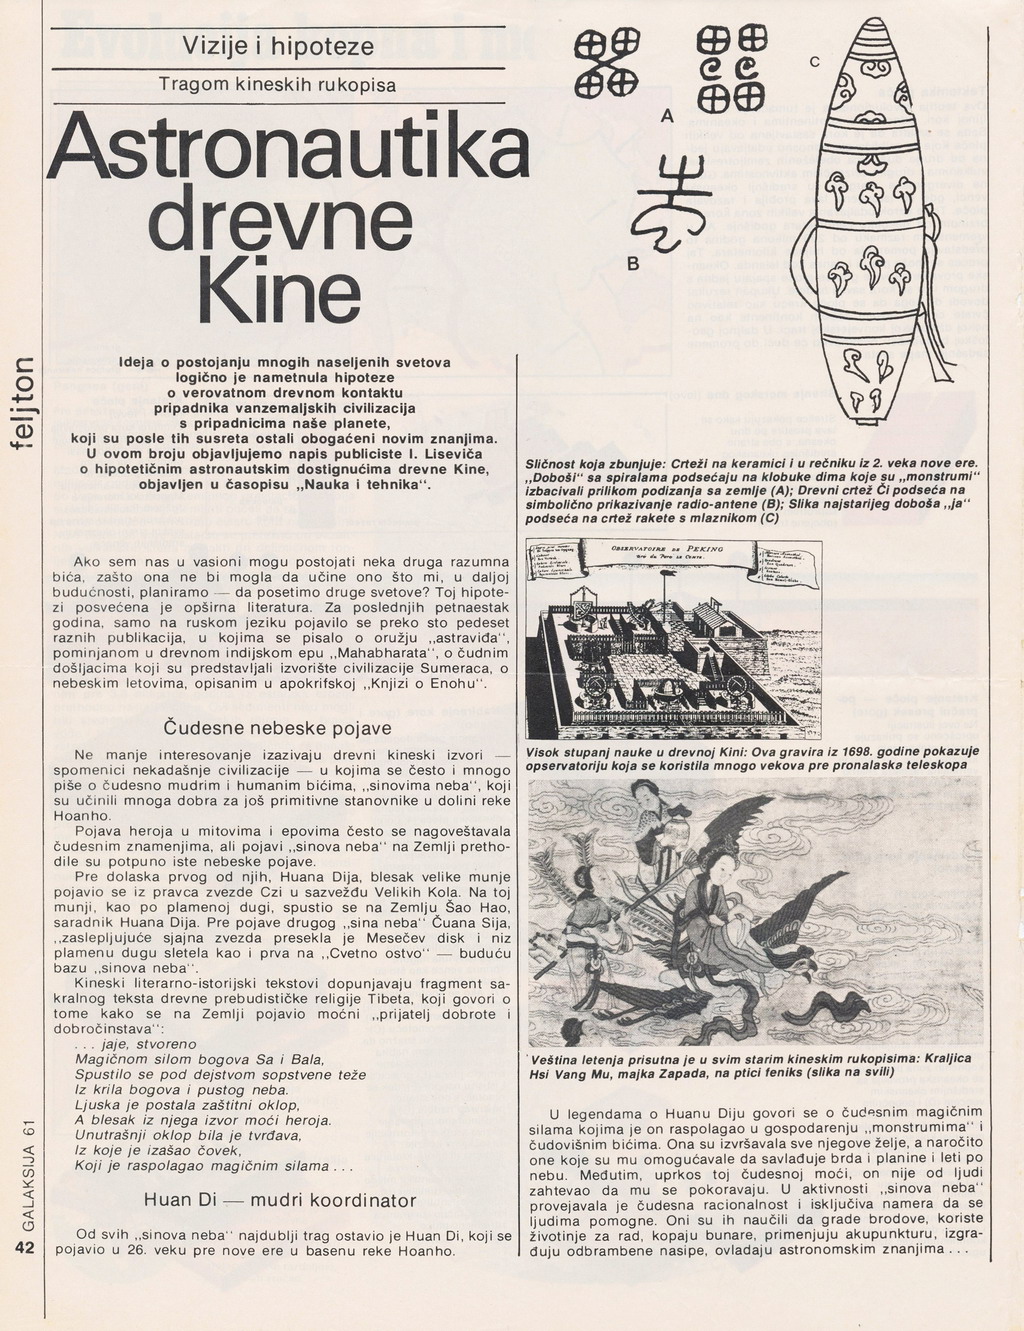 Vizije i hipoteze
Tragom kineskih rukopisa
Astronautika
drevne
Kine
feljton
Ideja o postojanju mnogih naseljenih svetova
logično je nametnula hipoteze
o verovatnom drevnom kontaktu
pripadnika vanzemaljskih civilizacija
s pripadnicima naše planete,
koji su posle tih susreta ostali obogaćeni novim znanjima.
U ovom broju objavljujemo napis publiciste I. Liseviča
o hipotetičnim astronautskim dostignućima drevne Kine,
objavljen u časopisu „Nauka i tehnika“.
Ako sem nas u vasioni mogu postojati neka druga razumna
bića, zašto ona ne bi mogla da učine ono što mi, u daljoj
budućnosti, planiramo — da posetimo druge svetove? Toj hipote-
zi posvećena je opširna literatura. Za poslednjih petnaestak
godina, samo na ruskom jeziku pojavilo se preko sto pedeset
raznih publikacija, u kojima se pisalo o oružju „astraviđa“,
pominjanom u drevnom indijskom epu „Mahabharata“, o čudnim
došljacima koji su predstavljali izvorište civilizacije Sumeraca, o
nebeskim letovima, opisanim u apokrifskoj „Knjizi o Enohu“.
Čudesne nebeske pojave
Ne manje interesovanje izazivaju drevni kineski izvori —
spomenici nekadašnje civilizacije — u kojima se često i mnogo
piše o čudesno mudrim i humanim bićima, „sinovima neba“, koji
su učinili mnoga dobra za još primitivne stanovnike u dolini reke
Hoanho.
Pojava heroja u mitovima i epovima često se nagoveštavala
čudesnim znamenjima, ali pojavi „sinova neba“ na Zemlji pretho-
dile su potpuno iste nebeske pojave.
Pre dolaska prvog od njih, Huana Dija, blesak velike munje
pojavio se iz pravca zvezde Czi u sazvežđu Velikih Kola. Na toj
munji, kao po plamenoj dugi, spustio se na Zemlju Šao Hao,
saradnik Huana Dija. Pre pojave drugog „sina neba“ Čuana Sija,
„zaslepljujuće sjajna zvezda presekla je Mesečev disk i niz
plamenu dugu sletela kao i prva na „Cvetno ostvo“ — buduću
bazu „sinova neba“.
Kineski literarno-istorijski tekstovi dopunjavaju fragment sa-
kralnog teksta drevne prebudističke religije Tibeta, koji govori o
tome kako se na Zemlji pojavio moćni „prijatelj dobrote i
dobročinstava“:
. . . jaje, stvoreno
Magičnom silom bogova Sa i Bala,
Spustilo se pod dejstvom sopstvene teže
Iz krila bogova i pustog neba.
Ljuska je postala zaštitni oklop,
A blesak iz njega izvor moći heroja.
Unutrašnji oklop bila je tvrđava,
Iz koje je izašao čovek,
Koji je raspolagao magičnim silama . . .
Huan Di — mudri koordinator
Od svih „sinova neba“ najdublji trag ostavio je Huan Di, koji se
pojavio u 26. veku pre nove ere u basenu reke Hoanho.
GALAKSIJA 61
42
A
B
C
Sličnost koja zbunjuje: Crteži na keramici i u rečniku iz 2. veka nove ere.
„Doboši“ sa spiralama podsećaju na klobuke dima koje su „monstrumi“
izbacivali prilikom podizanja sa zemlje (A); Drevni crtež Či podseća na
simbolično prikazivanje radio-antene (B); Slika najstarijeg doboša „ja“
podseća na crtež rakete s mlaznikom (C)
OBSERVATOIRE DE PEKING
Visok stupanj nauke u drevnoj Kini: Ova gravira iz 1698. godine pokazuje
opservatoriju koja se koristila mnogo vekova pre pronalaska teleskopa
Veština letenja prisutna je u svim starim kineskim rukopisima: Kraljica
Hsi Vang Mu, majka Zapada, na ptici feniks (slika na svili)
U legendama o Huanu Diju govori se o čudesnim magičnim
silama kojima je on raspolagao u gospodarenju „monstrumima“ i
čudovišnim bićima. Ona su izvršavala sve njegove želje, a naročito
one koje su mu omogućavale da savlađuje brda i planine i leti po
nebu. Međutim, uprkos toj čudesnoj moći, on nije od ljudi
zahtevao da mu se pokoravaju. U aktivnosti „sinova neba“
provejavala je čudesna racionalnost i isključiva namera da se
ljudima pomogne. Oni su ih naučili da grade brodove, koriste
životinje za rad, kopaju bunare, primenjuju akupunkturu, izgra-
đuju odbrambene nasipe, ovladaju astronomskim znanjima . . .